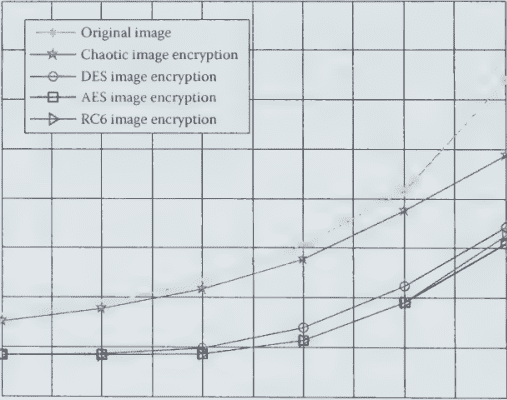 Original image
Chaotic image encryption
DES image encryption
AES image encryption
RC6 image encryption